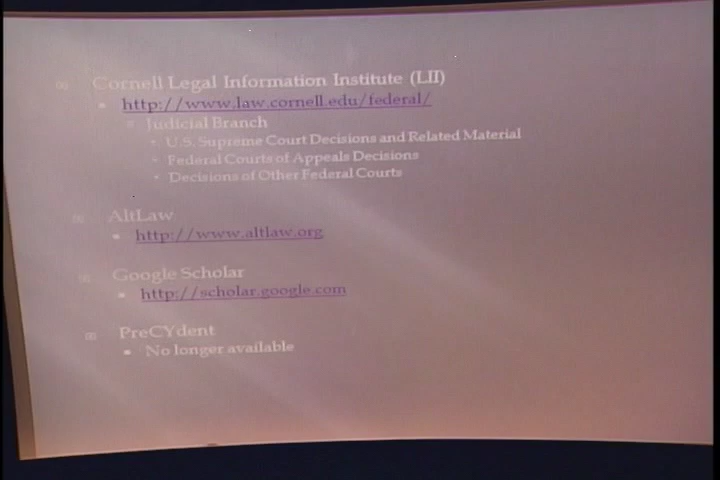 Cornell Legal Information Institute (LII)
http://www.law.cornell.edu/federal/
Judicial Branch
U.S. Supreme Court Decisions and Related Material
Federal Courts of Appeals Decisions
Decisions of Other Federal Courts
AltLaw
http://www.altlaw.org
Google Scholar
http://scholar.google.com
PreCYdent
No longer available